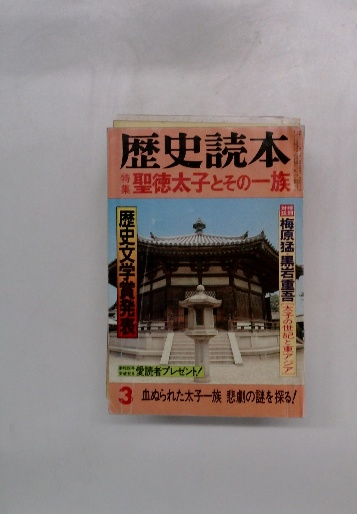 歴史読本
特集
聖徳太子とその一族
梅原猛
黒岩重吾
太子の世紀と東アジア
歴史文学賞発表
愛読者プレゼント!
3
血ぬられた太子一族 悲劇の謎を探る!